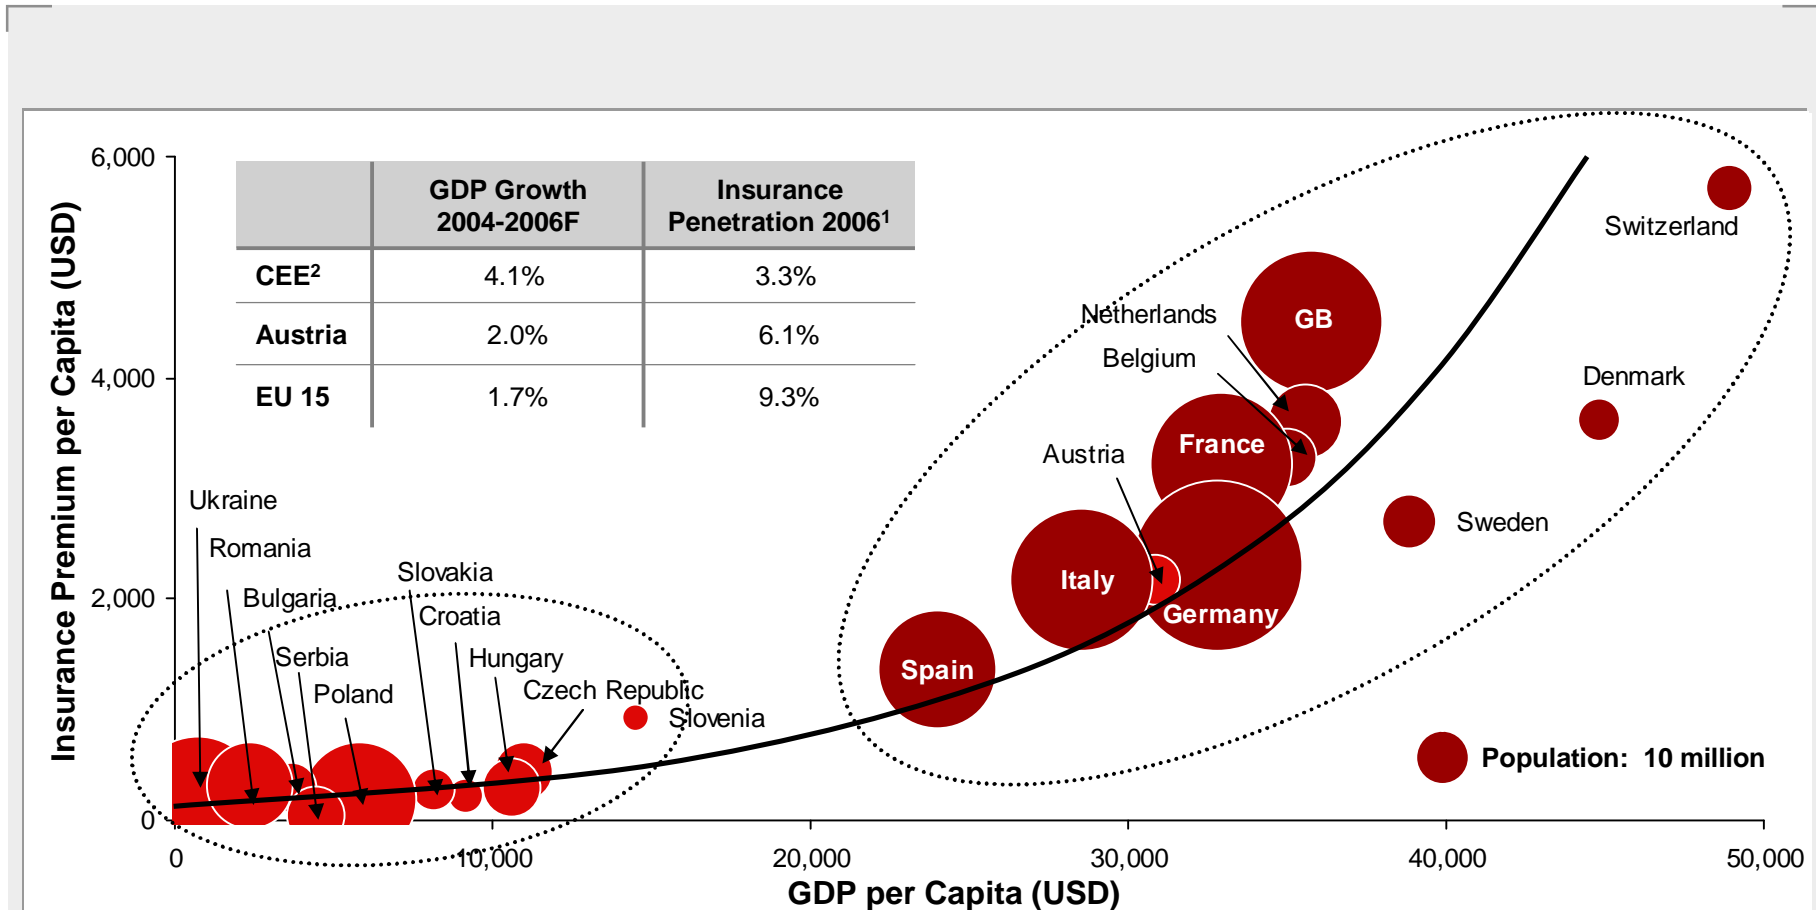 6,000
4,000
2,000
0
Insurance Premium per Capita (USD)
GDP Growth
2004-2006F
Insurance
Penetration 2006¹
CEE² 4.1% 3.3%
Austria 2.0% 6.1%
EU 15 1.7% 9.3%
Switzerland
Netherlands
GB
Belgium
Denmark
France
Austria
Ukraine
Sweden
Romania
Slovakia
Italy
Bulgaria
Croatia
Germany
Serbia
Hungary
Spain
Poland
Czech Republic
Slovenia
Population: 10 million
0 10,000 20,000 30,000 40,000 50,000
GDP per Capita (USD)